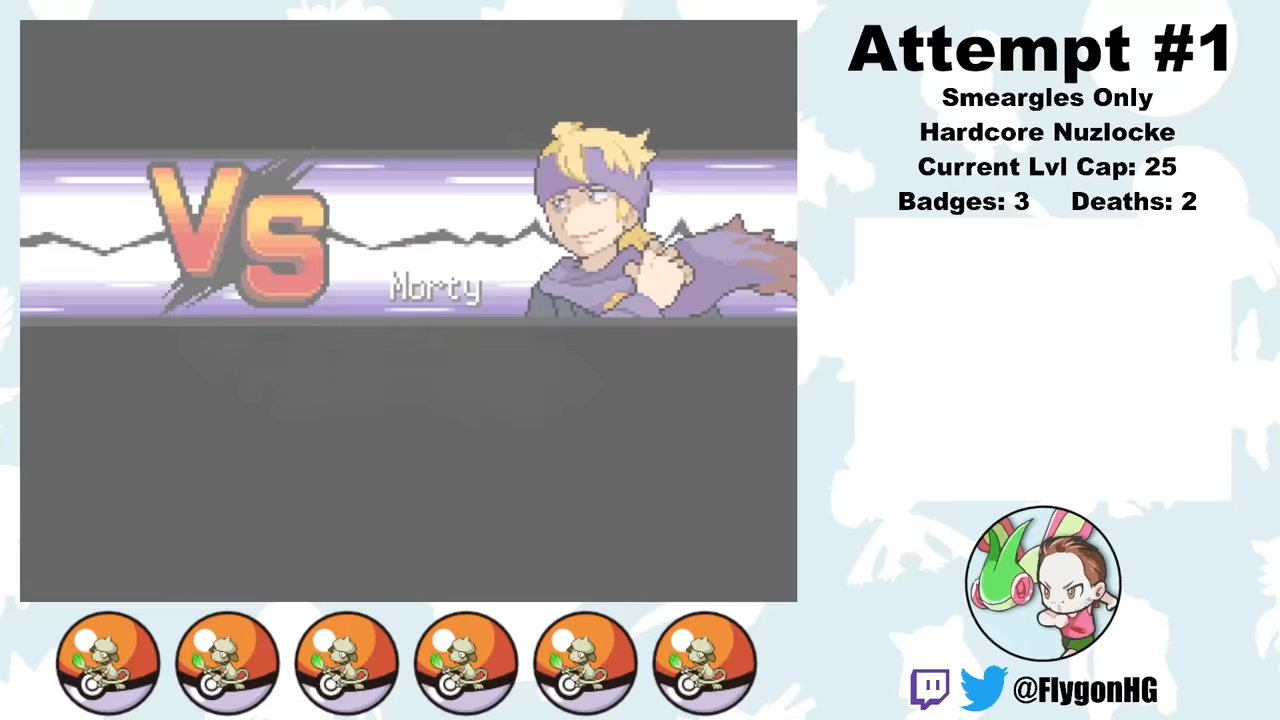 Attempt #1
Smeargles Only
Hardcore Nuzlocke
Current Lvl Cap: 25
Badges: 3 Deaths: 2
VS
Morty
@FlygonHG